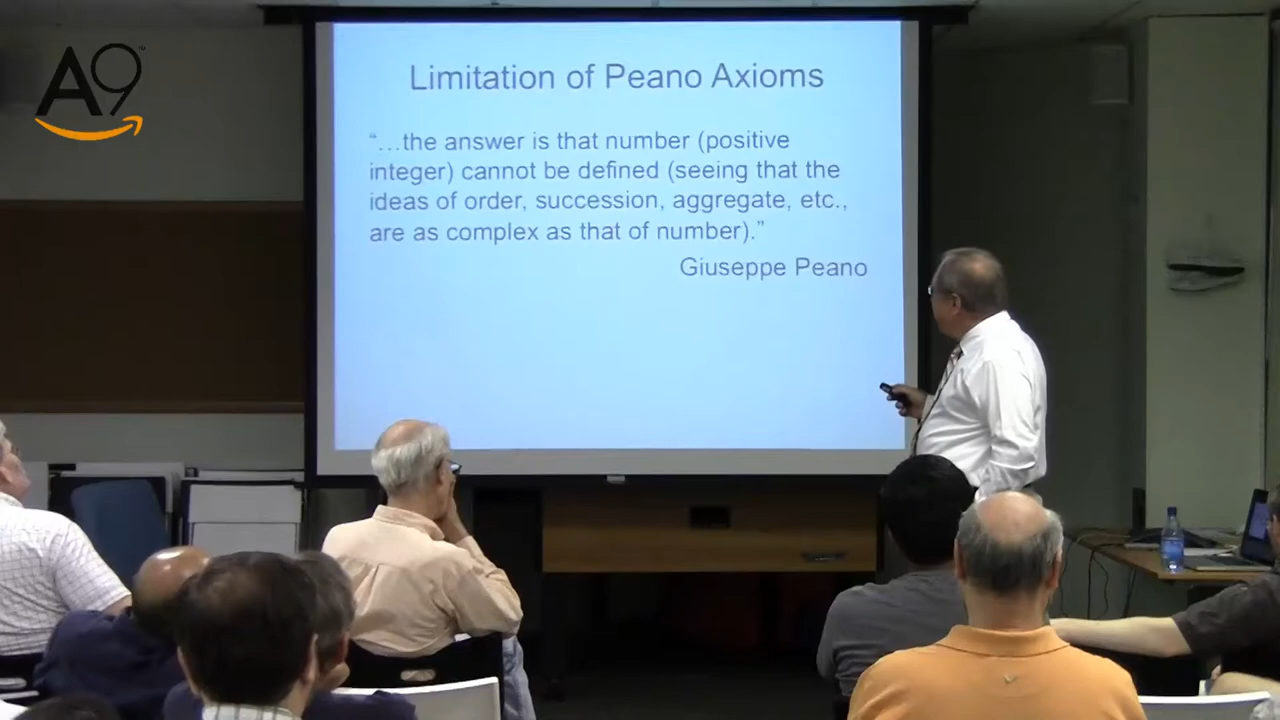 A9™
Limitation of Peano Axioms
“…the answer is that number (positive
integer) cannot be defined (seeing that the
ideas of order, succession, aggregate, etc.,
are as complex as that of number).”
Giuseppe Peano